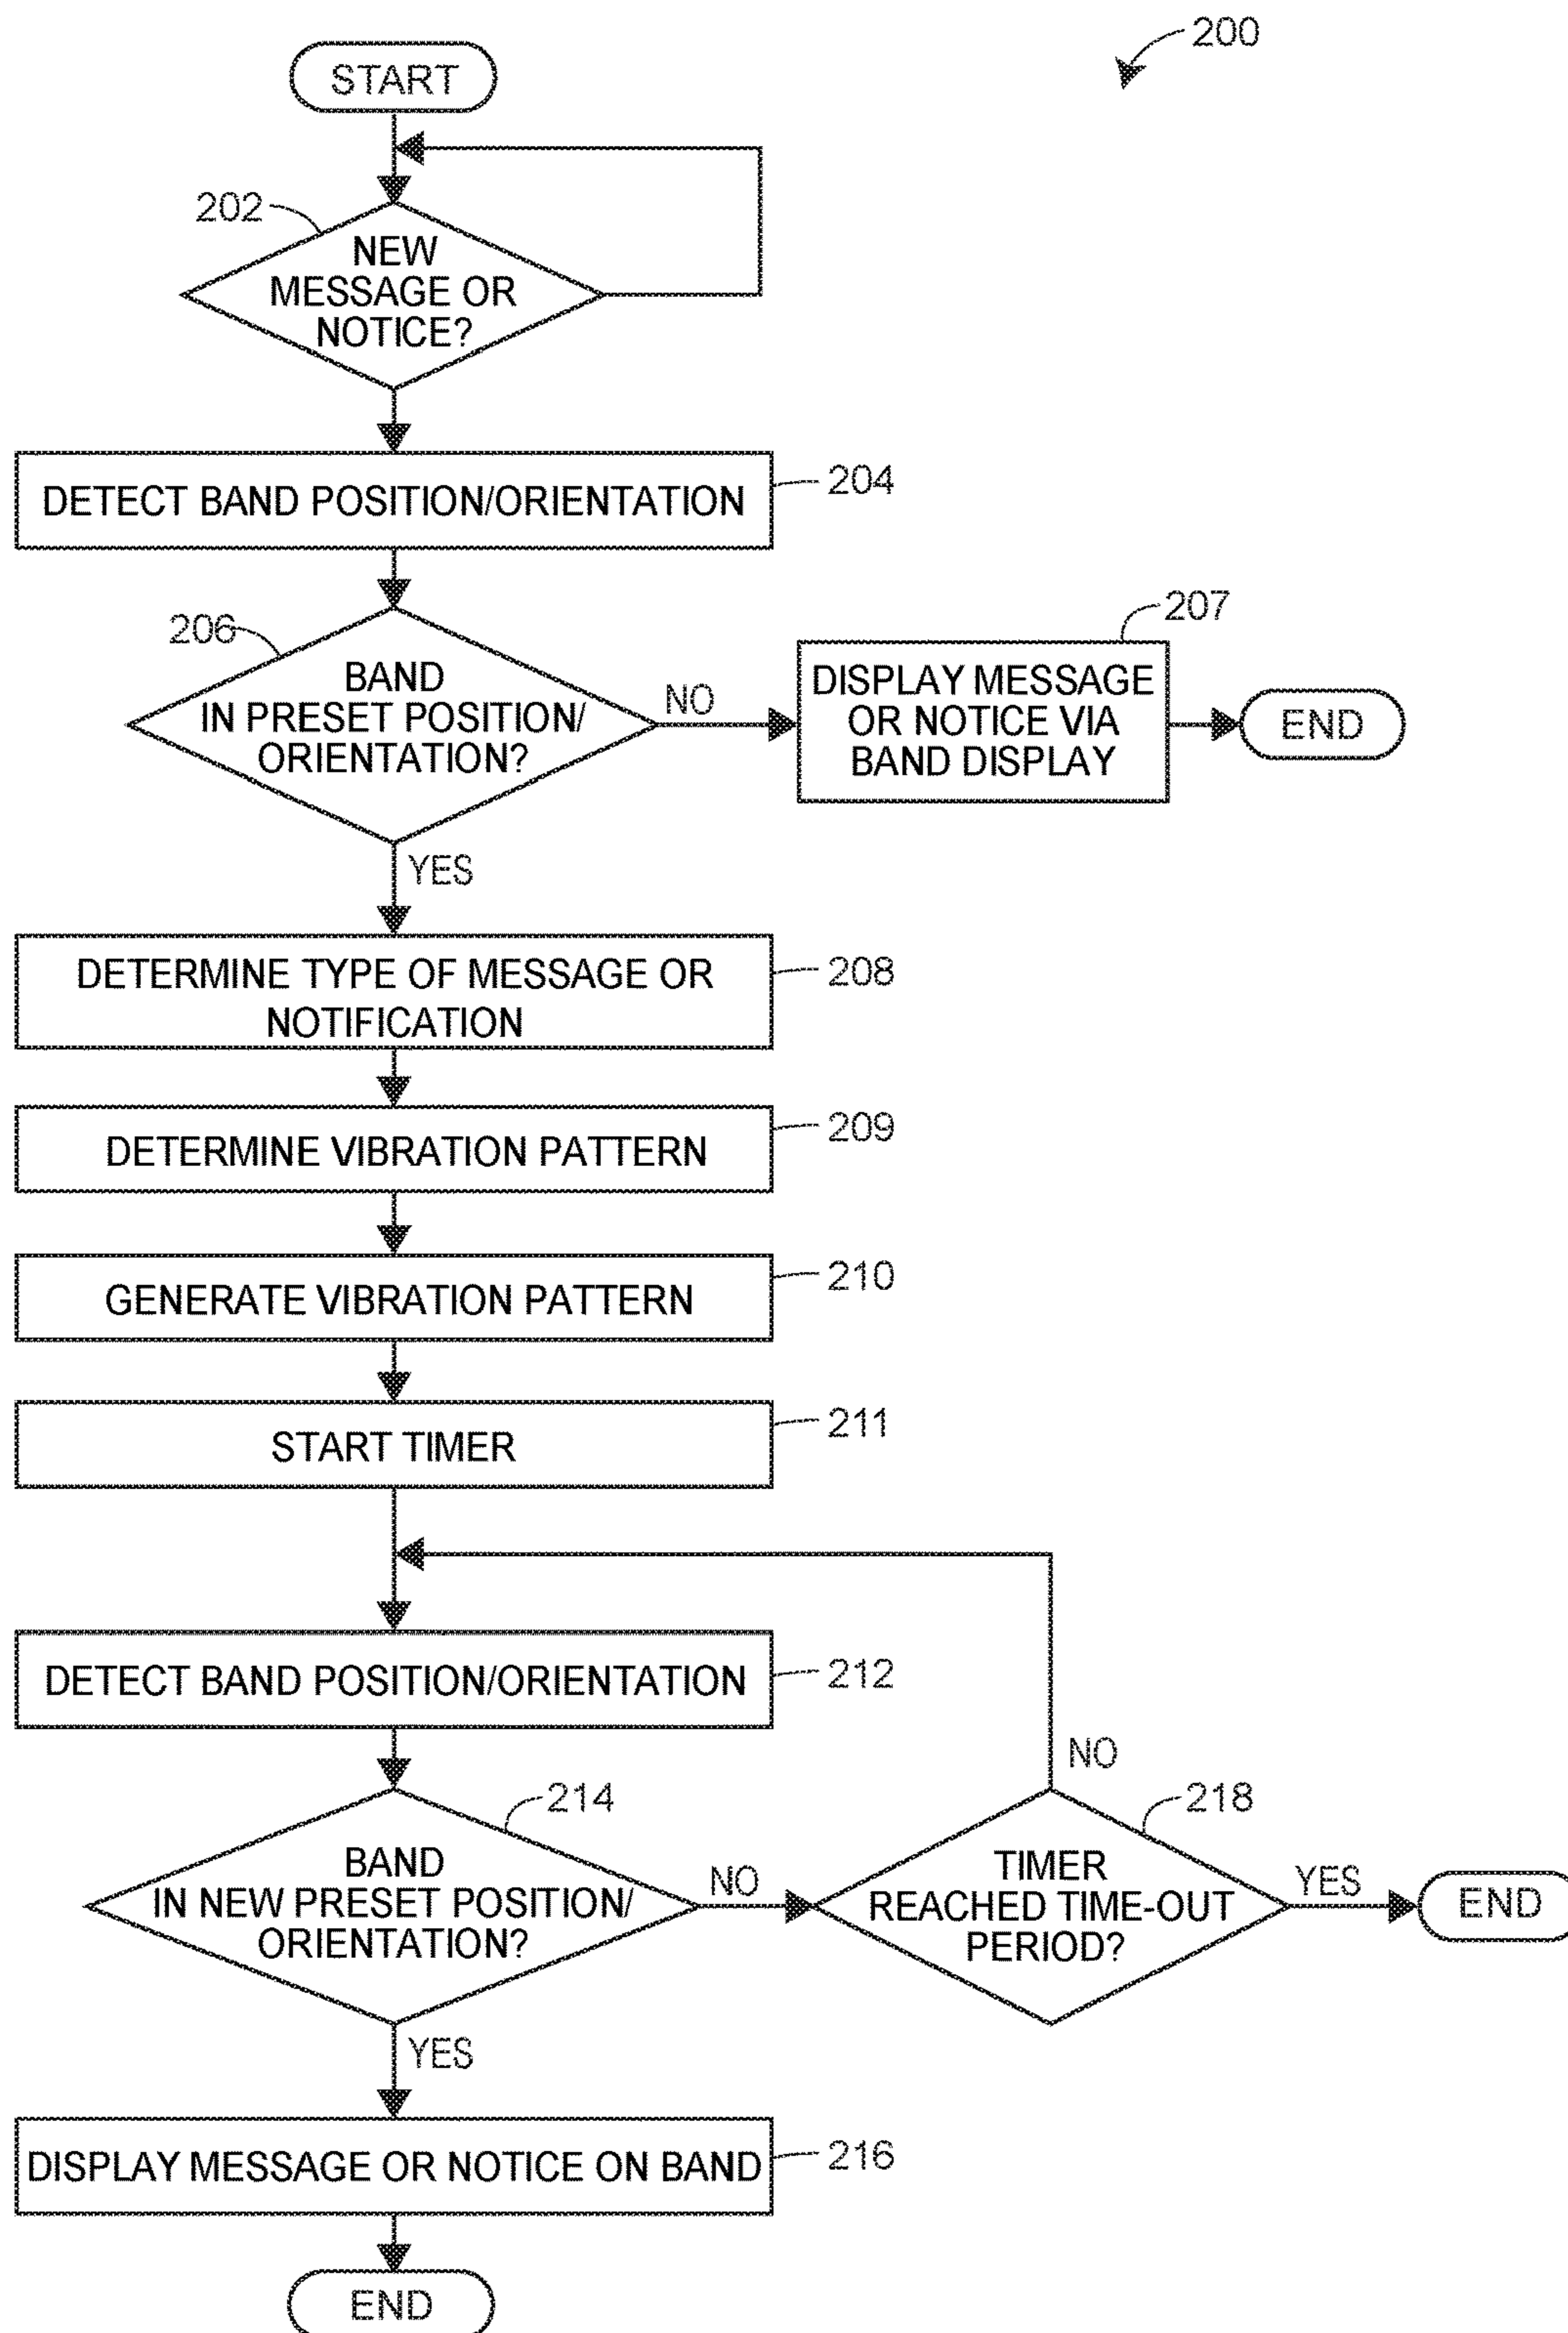 200
START
202
NEW
MESSAGE OR
NOTICE?
DETECT BAND POSITION/ORIENTATION
204
206
BAND
IN PRESET POSITION/
ORIENTATION?
NO
207
DISPLAY MESSAGE
OR NOTICE VIA
BAND DISPLAY
END
YES
DETERMINE TYPE OF MESSAGE OR
NOTIFICATION
208
DETERMINE VIBRATION PATTERN
209
GENERATE VIBRATION PATTERN
210
START TIMER
211
DETECT BAND POSITION/ORIENTATION
212
214
BAND
IN NEW PRESET POSITION/
ORIENTATION?
NO
NO
218
TIMER
REACHED TIME-OUT
PERIOD?
YES
END
YES
DISPLAY MESSAGE OR NOTICE ON BAND
216
END